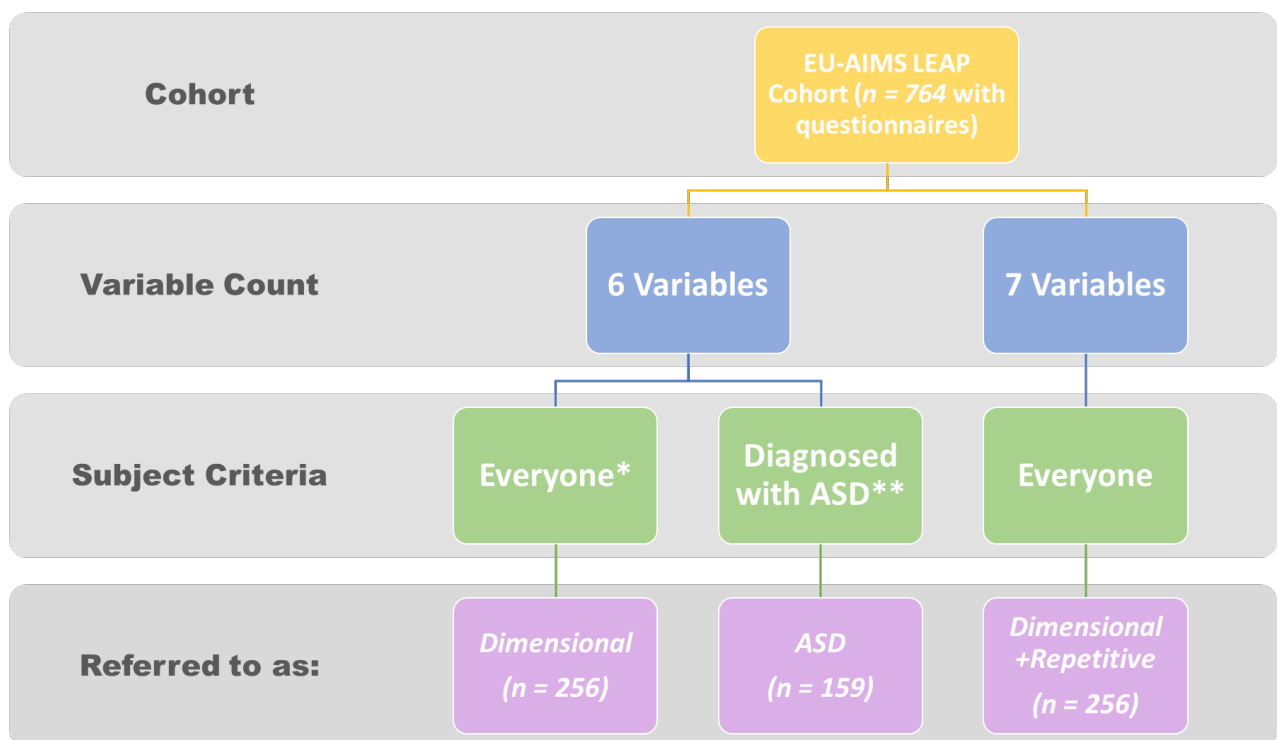 Cohort
EU-AIMS LEAP
Cohort (n = 764 with
questionnaires)
Variable Count
6 Variables
7 Variables
Subject Criteria
Everyone*
Diagnosed
with ASD**
Everyone
Referred to as:
Dimensional
(n = 256)
ASD
(n = 159)
Dimensional
+Repetitive
(n = 256)